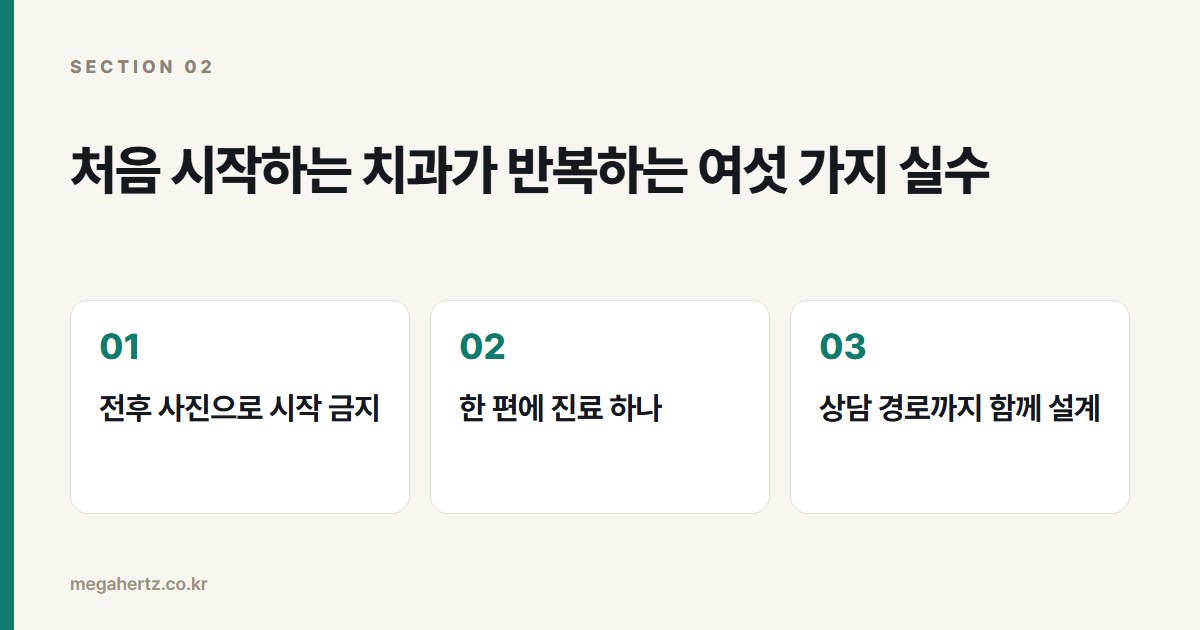 SECTION 02
처음 시작하는 치과가 반복하는 여섯 가지 실수
01
전후 사진으로 시작 금지
02
한 편에 진료 하나
03
상담 경로까지 함께 설계
megahertz.co.kr